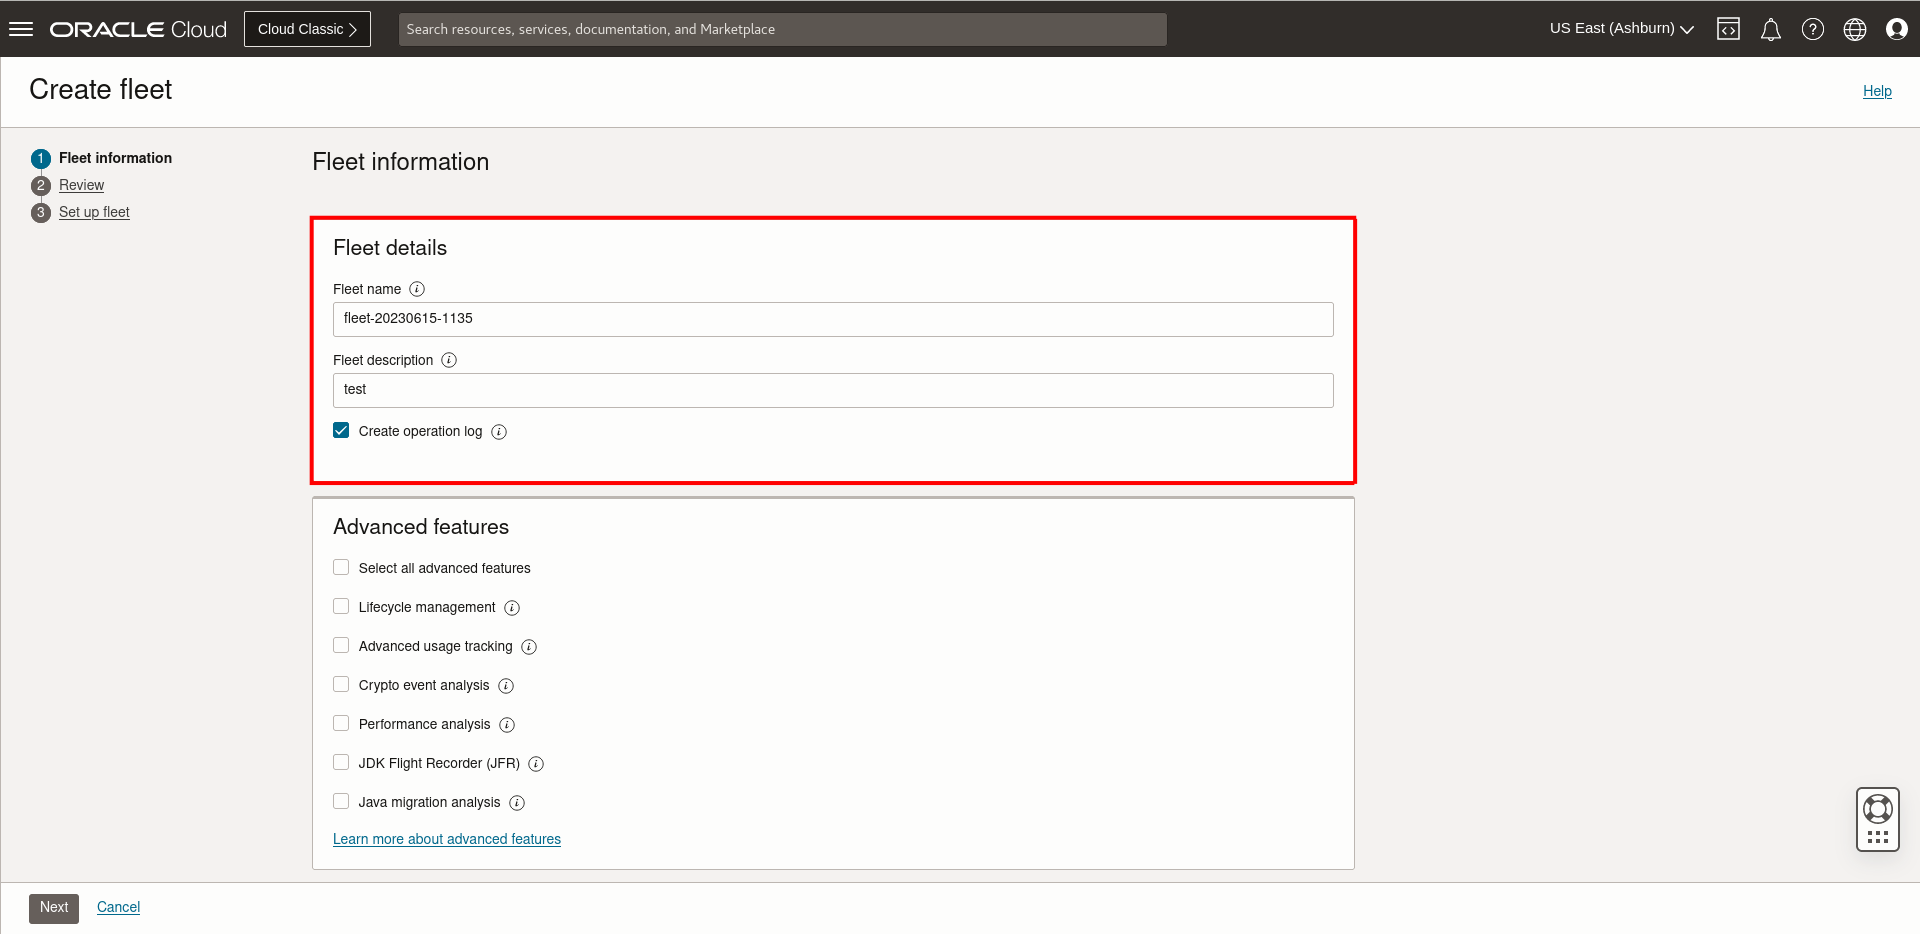 ORACLE Cloud
Cloud Classic
Search resources, services, documentation, and Marketplace
US East (Ashburn)
Create fleet
Help
1 Fleet information
2 Review
3 Set up fleet
Fleet information
Fleet details
Fleet name
fleet-20230615-1135
Fleet description
test
Create operation log
Advanced features
Select all advanced features
Lifecycle management
Advanced usage tracking
Crypto event analysis
Performance analysis
JDK Flight Recorder (JFR)
Java migration analysis
Learn more about advanced features
Next Cancel